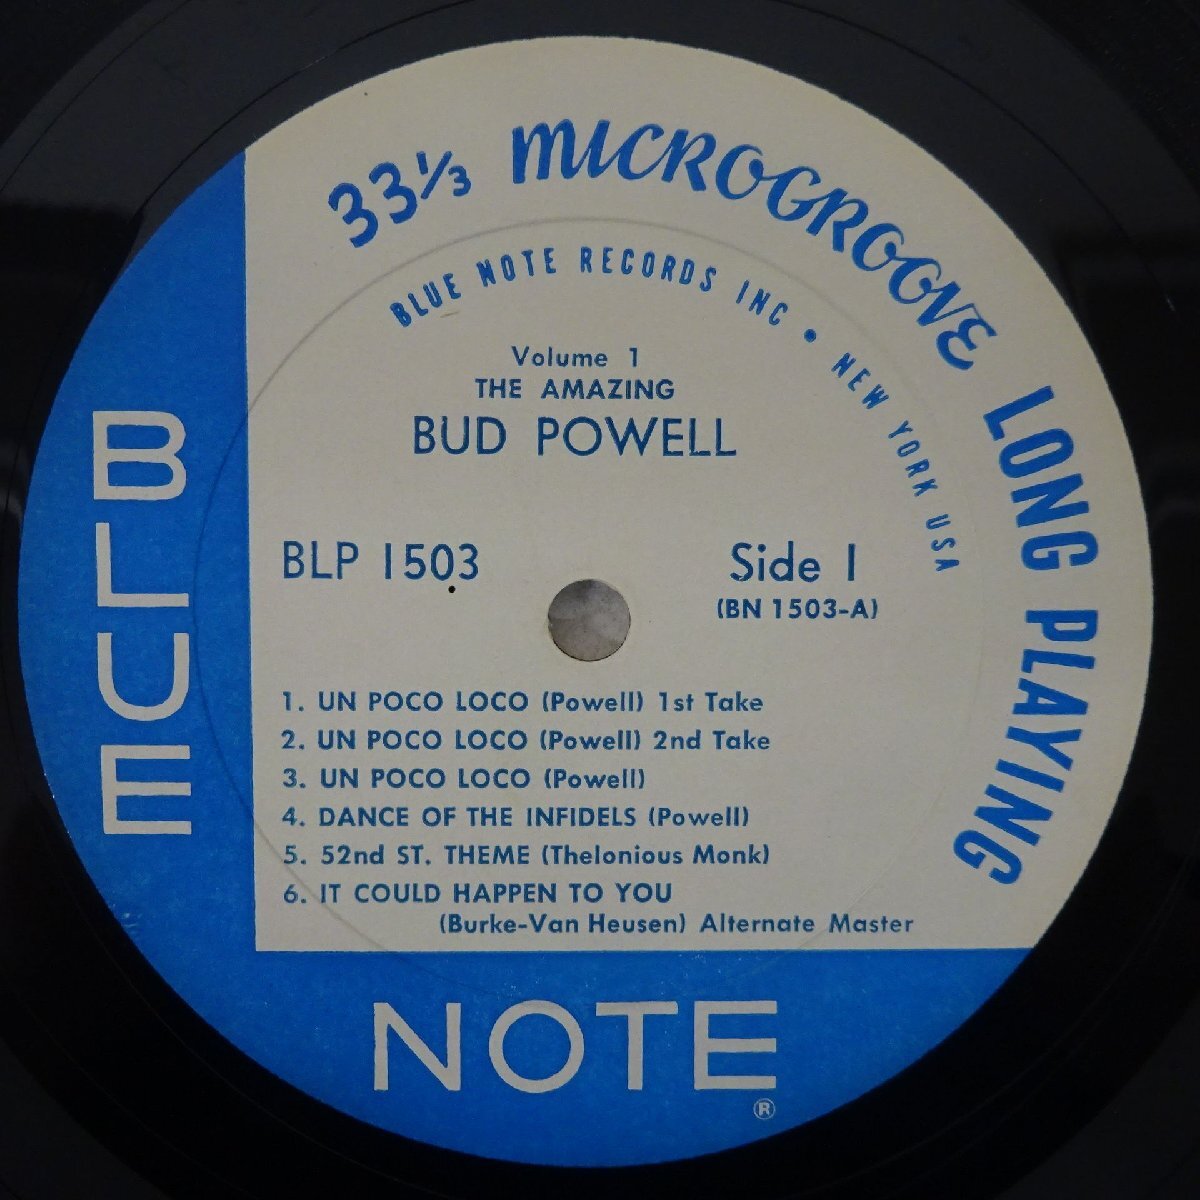 33⅓ MICROGROOVE LONG PLAYING
BLUE NOTE RECORDS INC • NEW YORK USA
Volume 1
THE AMAZING
BUD POWELL
BLP 1503
Side 1
(BN 1503-A)
1. UN POCO LOCO (Powell) 1st Take
2. UN POCO LOCO (Powell) 2nd Take
3. UN POCO LOCO (Powell)
4. DANCE OF THE INFIDELS (Powell)
5. 52nd ST. THEME (Thelonious Monk)
6. IT COULD HAPPEN TO YOU
(Burke-Van Heusen) Alternate Master
BLUE
NOTE
®